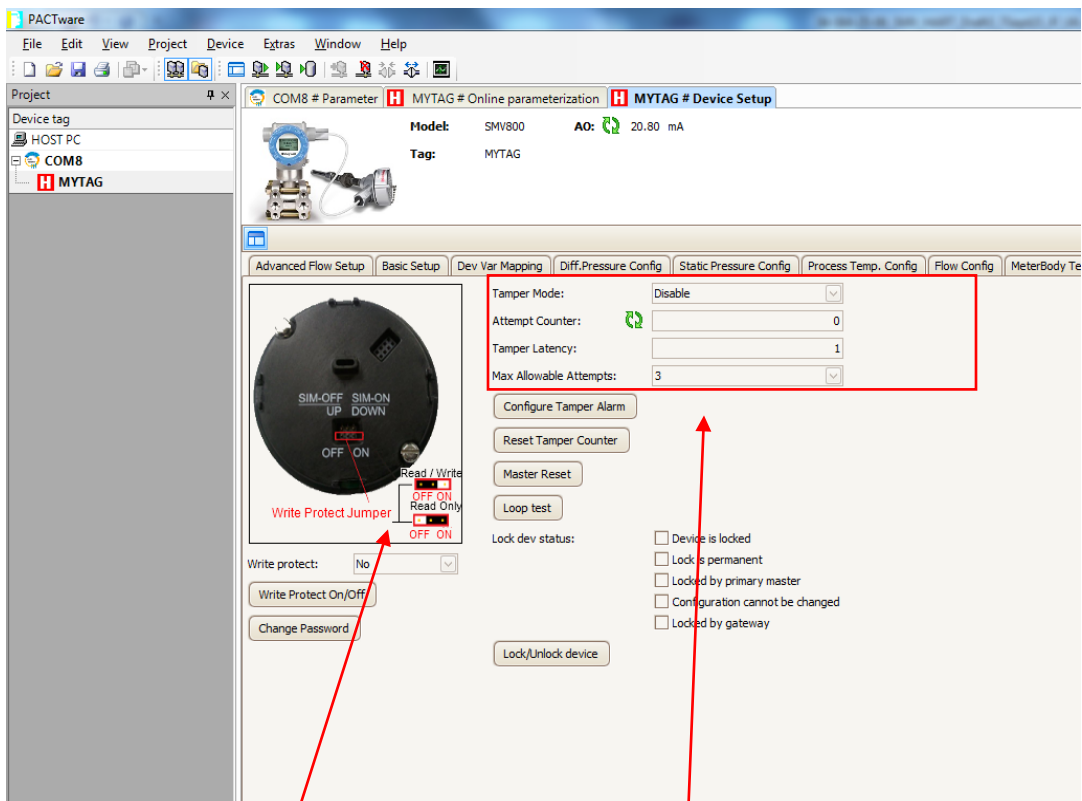 PACTware
File Edit View Project Device Extras Window Help
Project
COM8 # Parameter MYTAG # Online parameterization MYTAG # Device Setup
Device tag
HOST PC
COM8
MYTAG
Model: SMV800 AO: 20.80 mA
Tag: MYTAG
Advanced Flow Setup Basic Setup Dev Var Mapping Diff.Pressure Config Static Pressure Config Process Temp. Config Flow Config MeterBody Te
SIM-OFF SIM-ON
UP DOWN
OFF ON
Read / Write
OFF ON
Read Only
Write Protect Jumper
OFF ON
Write protect: No
Write Protect On/Off
Change Password
Tamper Mode: Disable
Attempt Counter: 0
Tamper Latency: 1
Max Allowable Attempts: 3
Configure Tamper Alarm
Reset Tamper Counter
Master Reset
Loop test
Lock dev status: Device is locked
Lock is permanent
Locked by primary master
Configuration cannot be changed
Locked by gateway
Lock/Unlock device